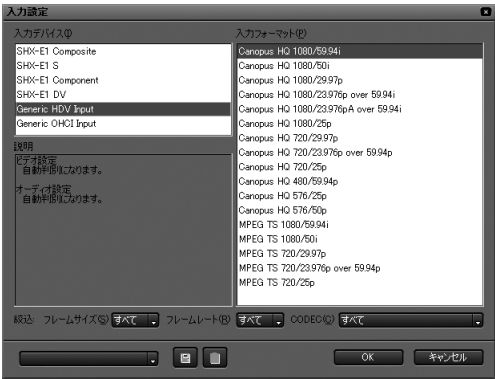 入力設定
入力デバイス(I)
SHX-E1 Composite
SHX-E1 S
SHX-E1 Component
SHX-E1 DV
Generic HDV Input
Generic OHCI Input
説明
ビデオ設定
自動判別になります。
オーディオ設定
自動判別になります。
入力フォーマット(P)
Canopus HQ 1080/59.94i
Canopus HQ 1080/50i
Canopus HQ 1080/29.97p
Canopus HQ 1080/23.976p over 59.94i
Canopus HQ 1080/23.976pA over 59.94i
Canopus HQ 1080/25p
Canopus HQ 720/29.97p
Canopus HQ 720/23.976p over 59.94p
Canopus HQ 720/25p
Canopus HQ 480/59.94p
Canopus HQ 576/25p
Canopus HQ 576/50p
MPEG TS 1080/59.94i
MPEG TS 1080/50i
MPEG TS 720/29.97p
MPEG TS 720/23.976p over 59.94p
MPEG TS 720/25p
絞込: フレームサイズ(S) すべて フレームレート(R) すべて CODEC(C) すべて
OK キャンセル